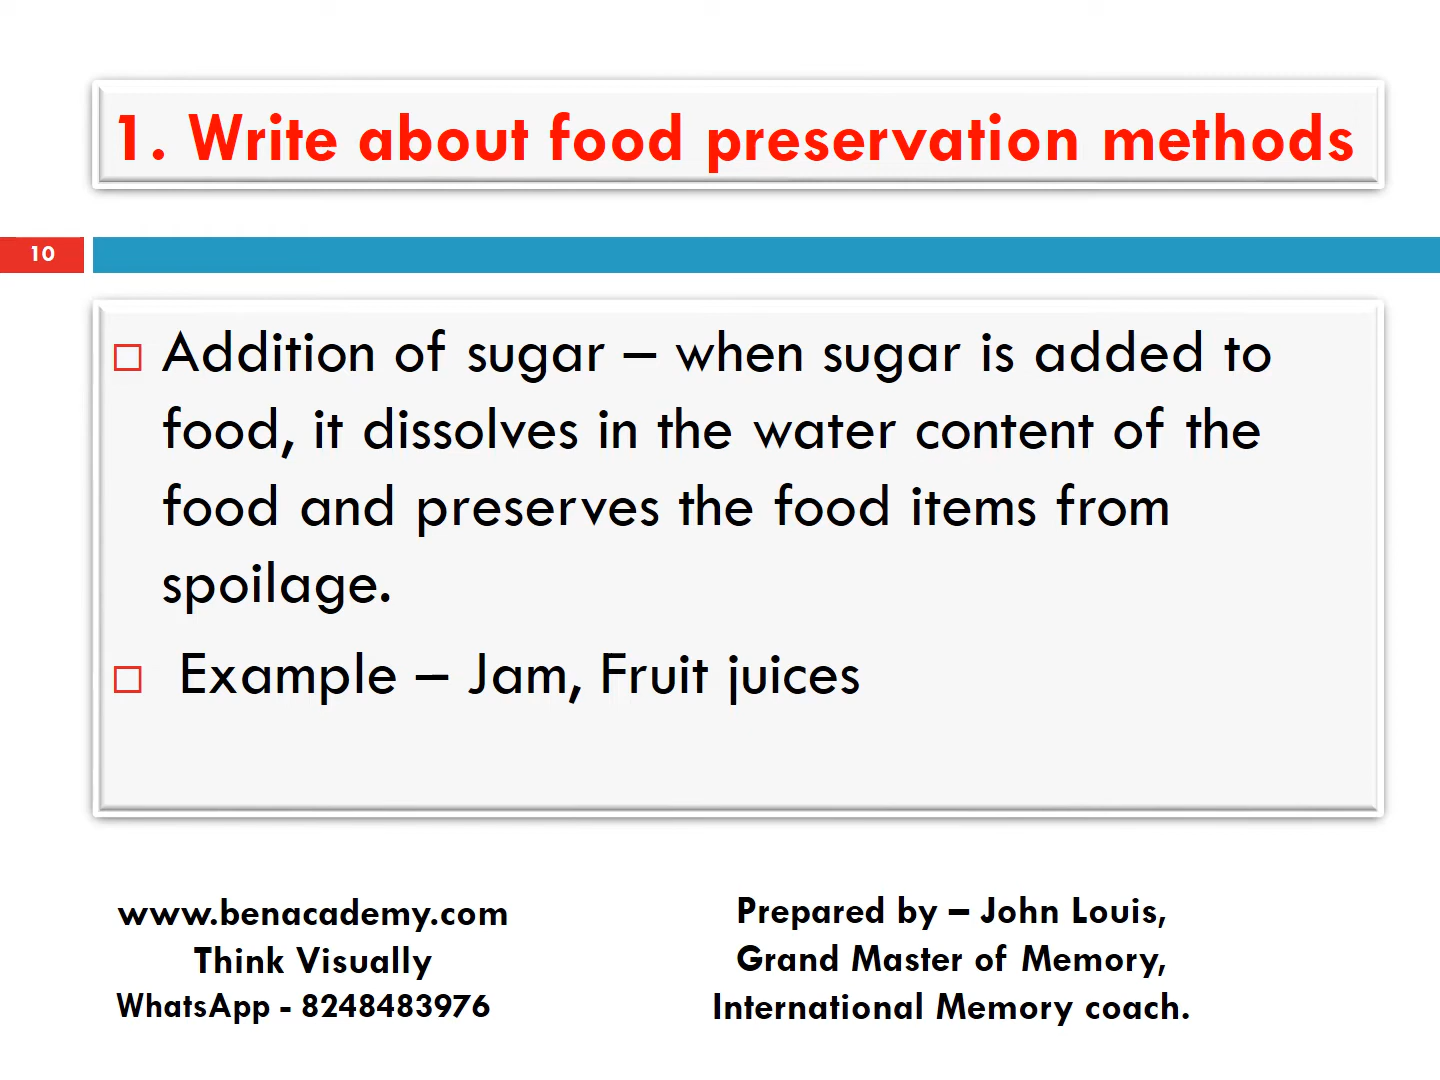 1. Write about food preservation methods
10
Addition of sugar – when sugar is added to
food, it dissolves in the water content of the
food and preserves the food items from
spoilage.
Example – Jam, Fruit juices
www.benacademy.com
Think Visually
WhatsApp - 8248483976
Prepared by – John Louis,
Grand Master of Memory,
International Memory coach.